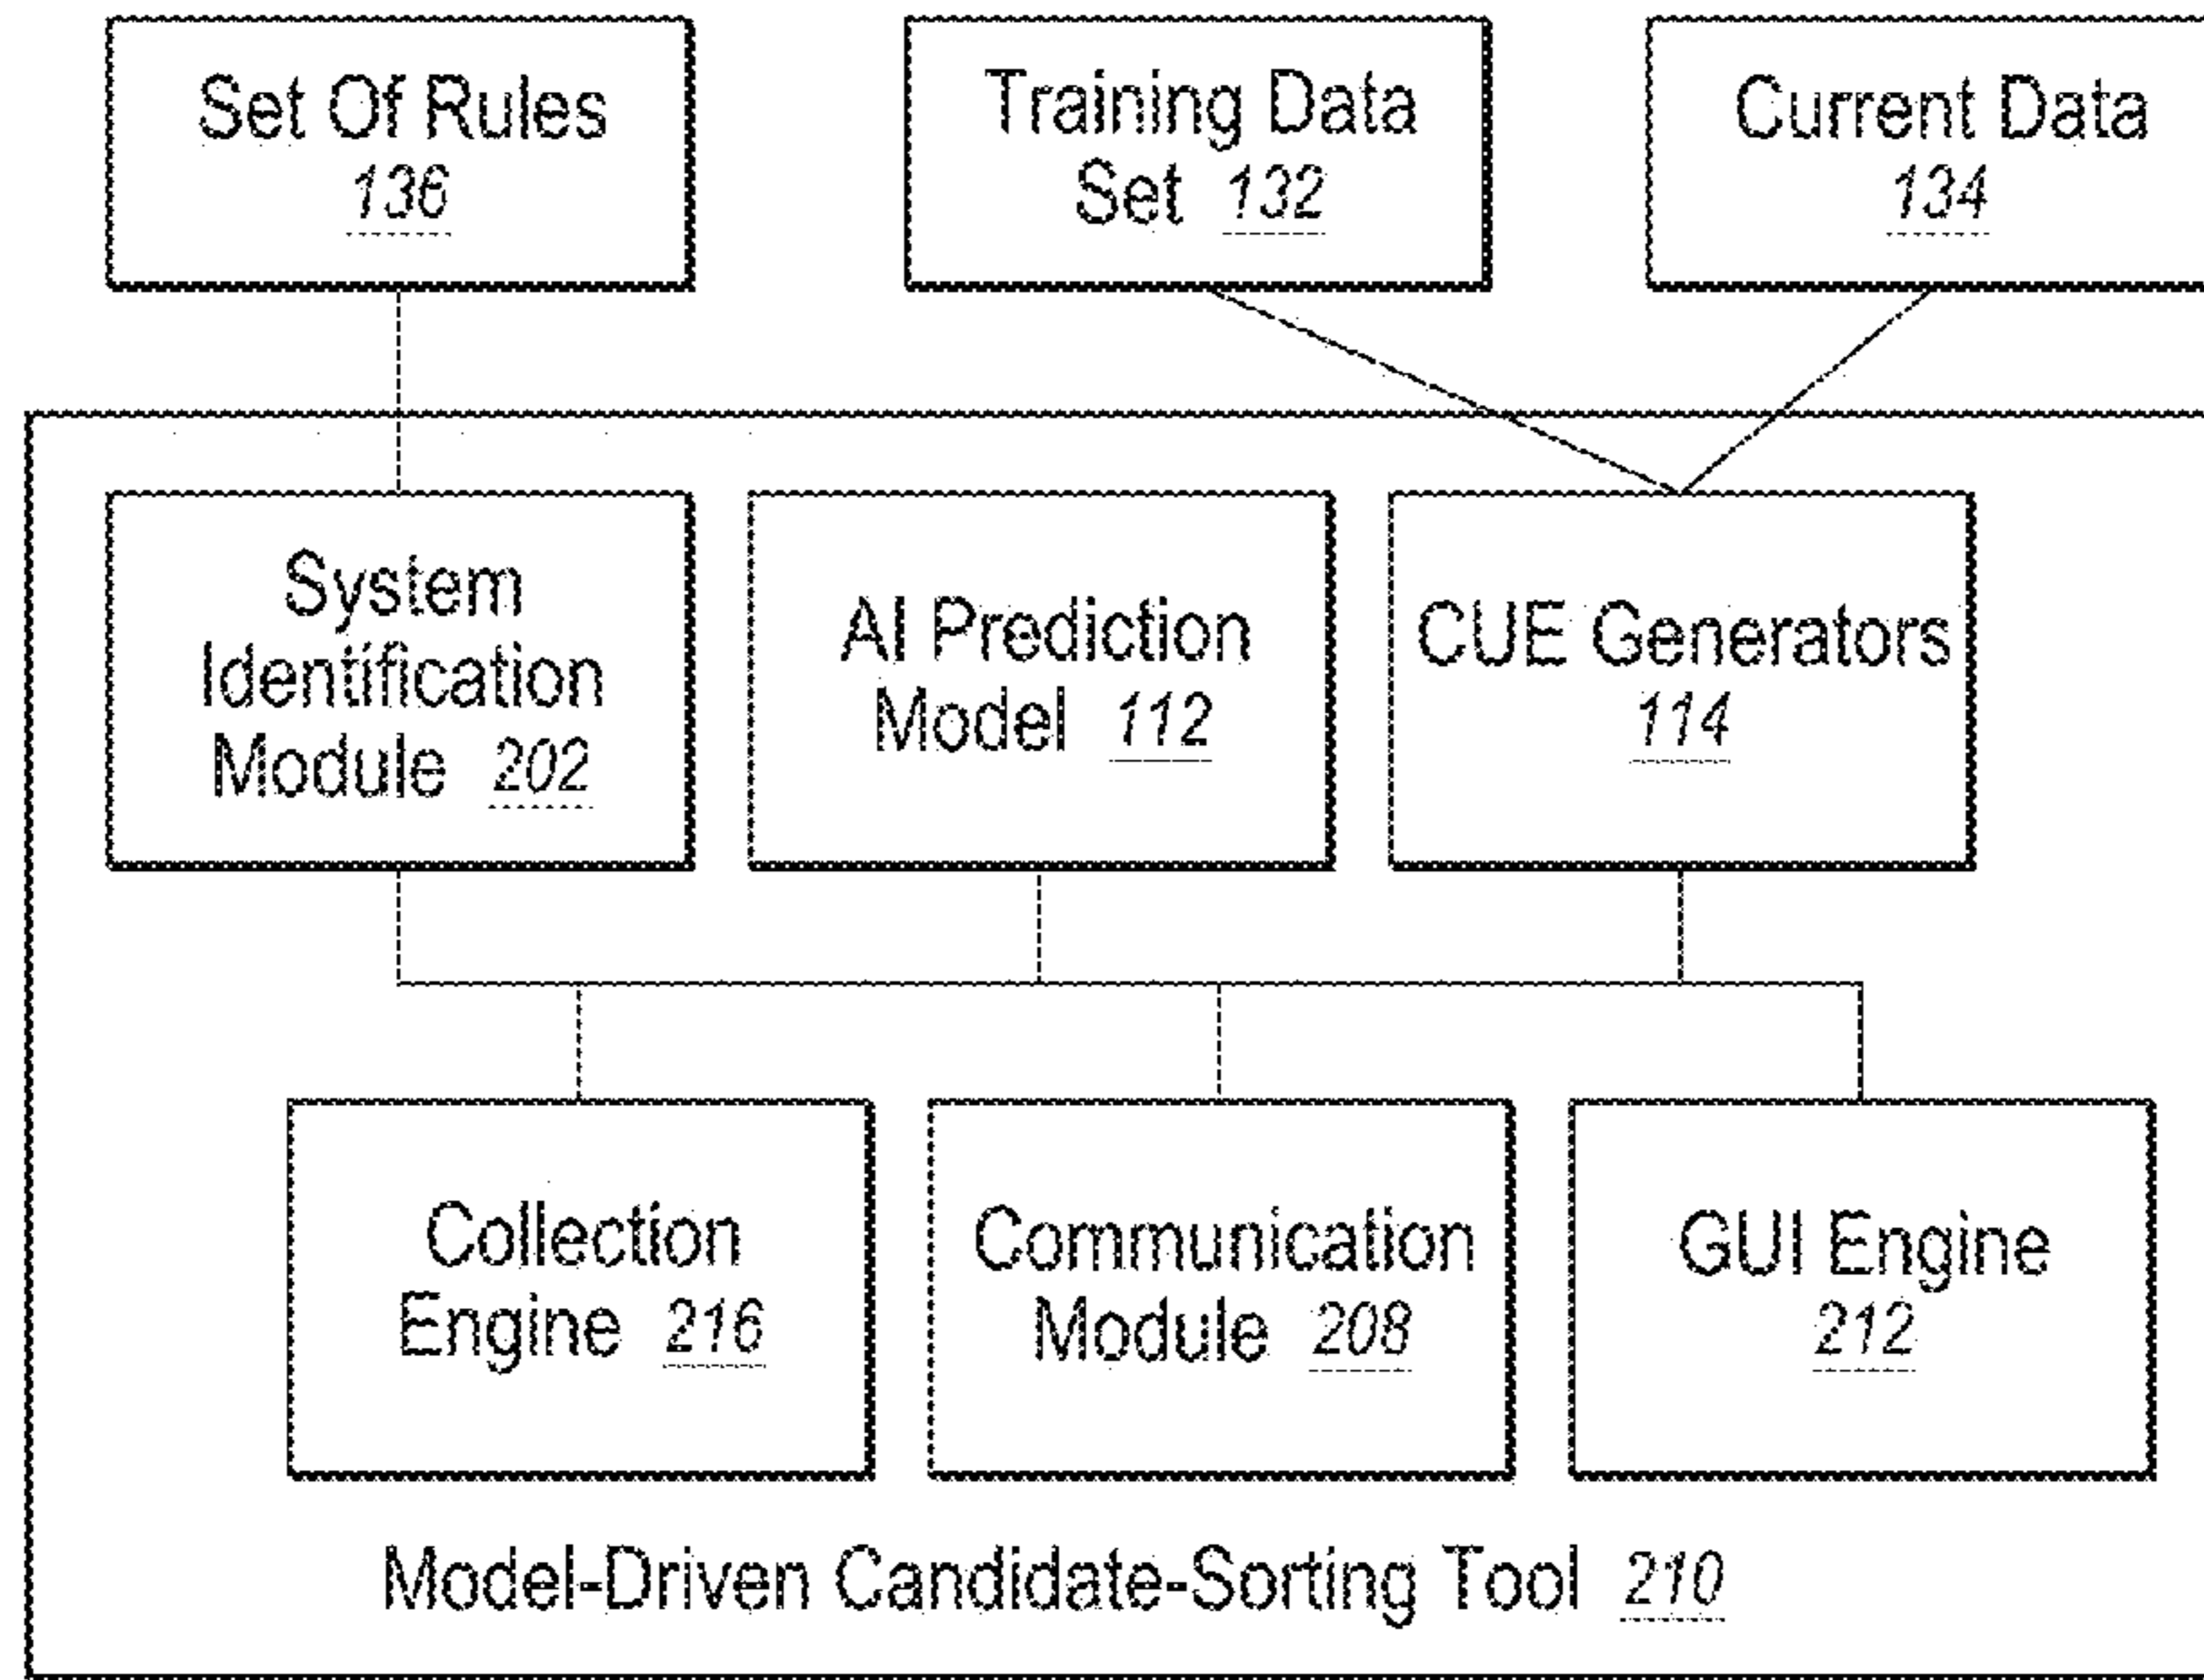 Set Of Rules
136
Training Data
Set 132
Current Data
134
System
Identification
Module 202
AI Prediction
Model 112
CUE Generators
114
Collection
Engine 216
Communication
Module 208
GUI Engine
212
Model-Driven Candidate-Sorting Tool 210